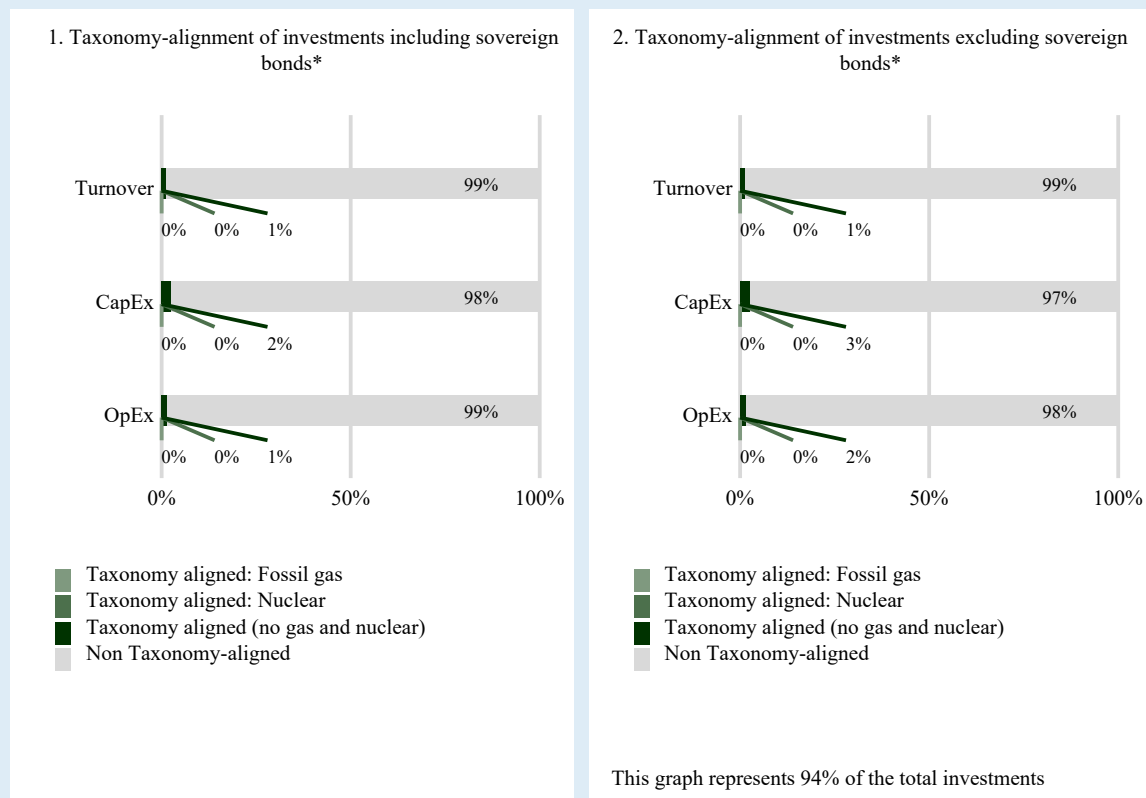 1. Taxonomy-alignment of investments including sovereign
bonds*
Turnover
99%
0% 0% 1%
CapEx
98%
0% 0% 2%
OpEx
99%
0% 0% 1%
0% 50% 100%
Taxonomy aligned: Fossil gas
Taxonomy aligned: Nuclear
Taxonomy aligned (no gas and nuclear)
Non Taxonomy-aligned
2. Taxonomy-alignment of investments excluding sovereign
bonds*
Turnover
99%
0% 0% 1%
CapEx
97%
0% 0% 3%
OpEx
98%
0% 0% 2%
0% 50% 100%
Taxonomy aligned: Fossil gas
Taxonomy aligned: Nuclear
Taxonomy aligned (no gas and nuclear)
Non Taxonomy-aligned
This graph represents 94% of the total investments